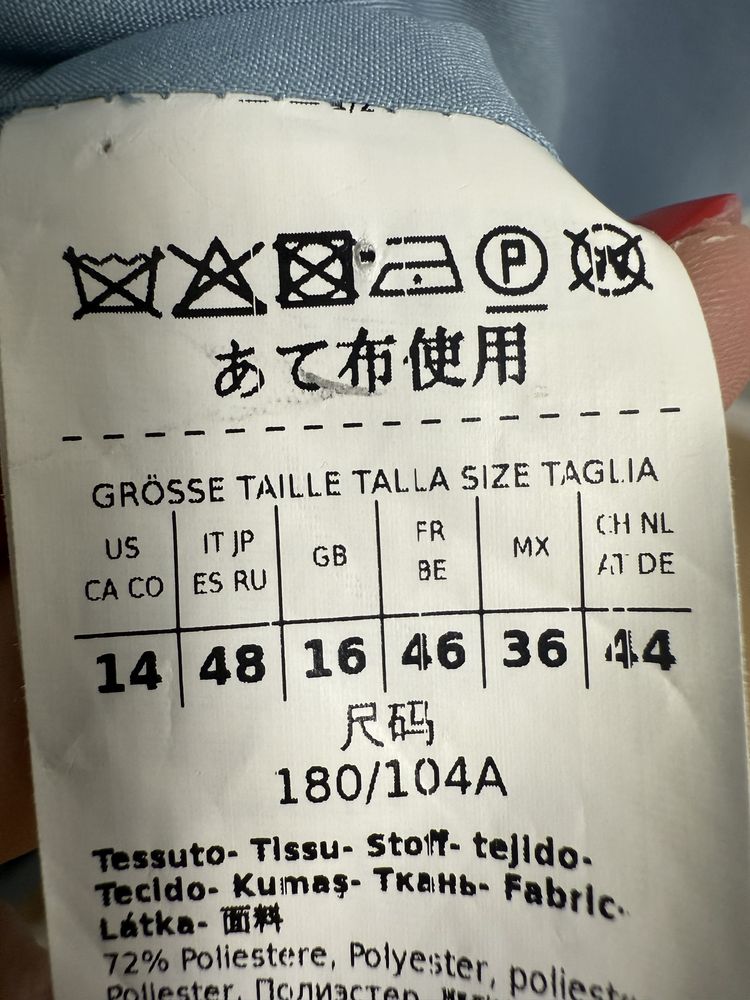 P
あて布使用
GRÖSSE TAILLE TALLA SIZE TAGLIA
US CA CO | IT JP ES RU | GB | FR BE | MX | CH NL AT DE
14 | 48 | 16 | 46 | 36 | 44
尺码
180/104A
Tessuto- Tissu- Stoff- tejido-
Tecido- Kumaş- Ткань- Fabric-
Látka- 面料
72% Poliestere, Polyester,
Poliester, Полиэстер,